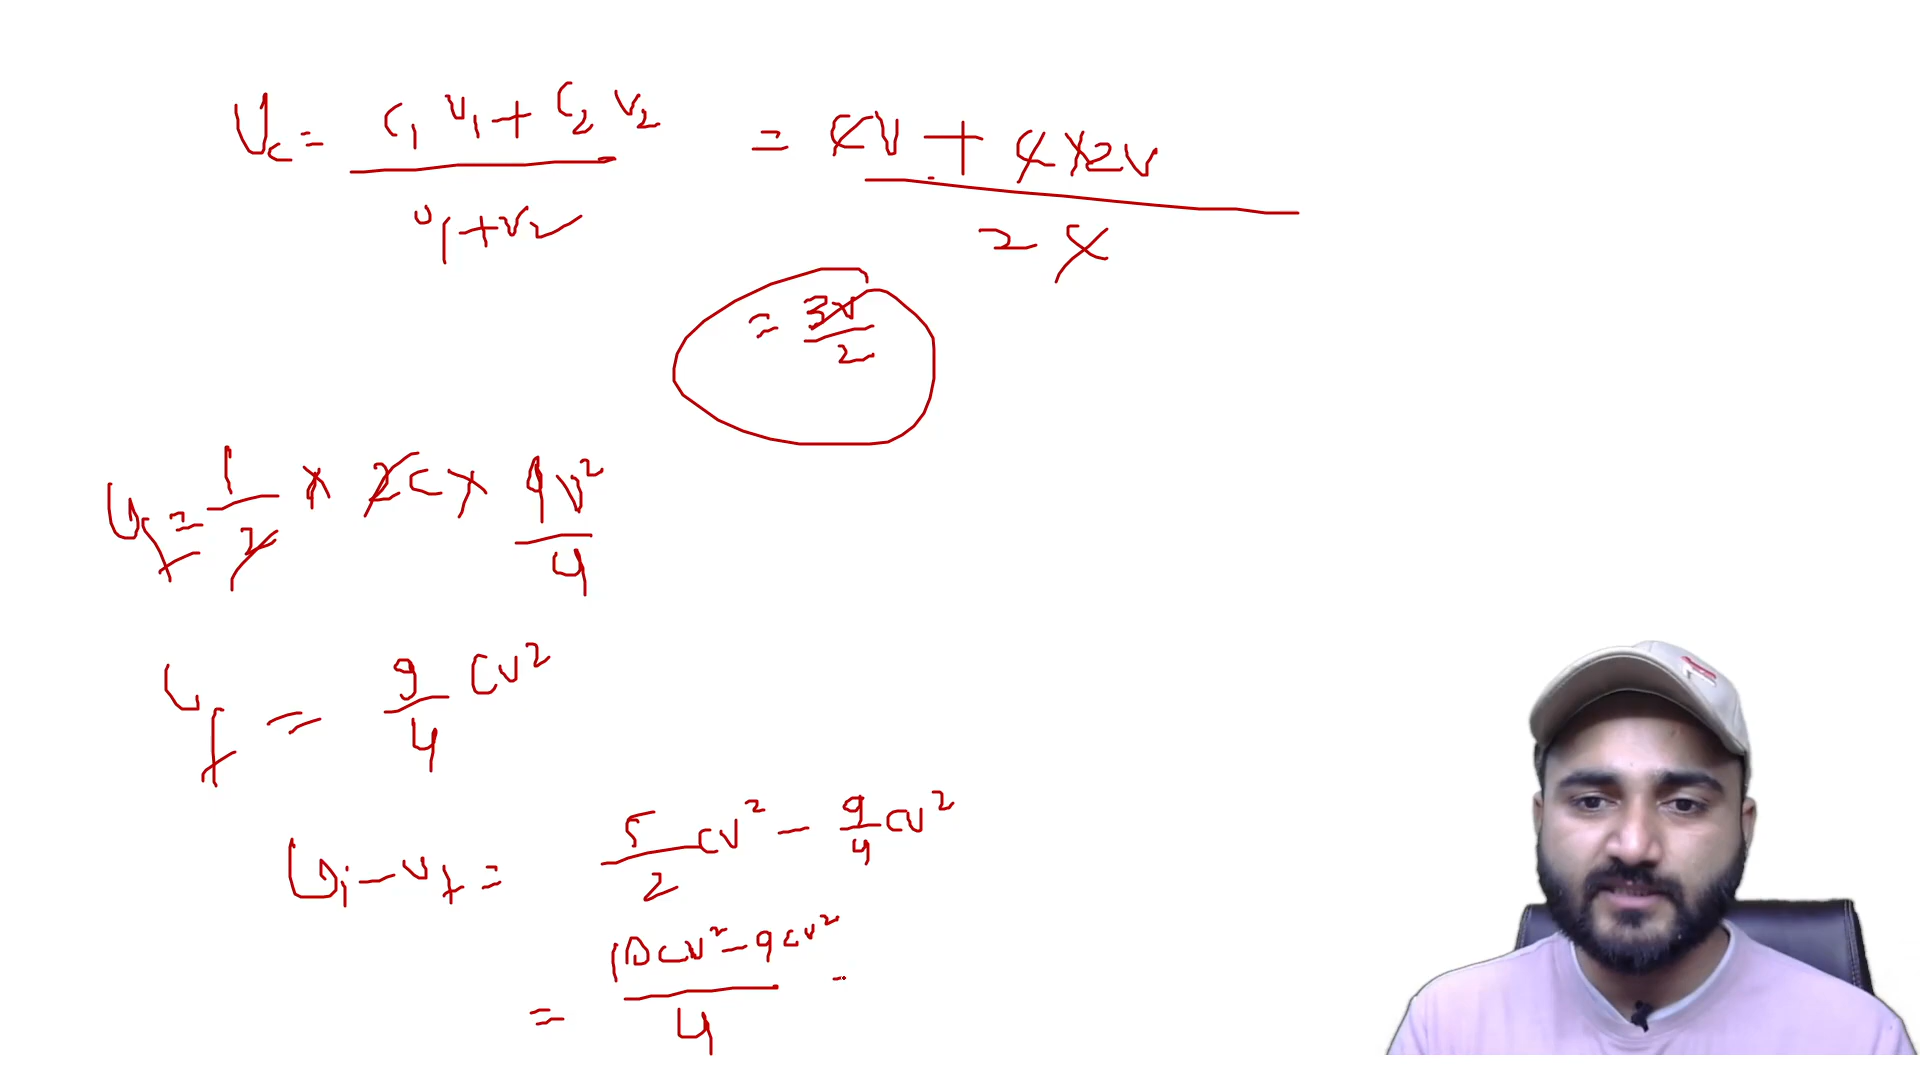 V_c = (C_1 V_1 + C_2 V_2) / (V_1 + V_2) = (CV + C × 2V) / 2C
= 3V/2
U_f = 1/2 × 2C × 9V²/4
U_f = 9/4 CV²
U_i - U_f = 5/2 CV² - 9/4 CV²
= (10CV² - 9CV²) / 4 -